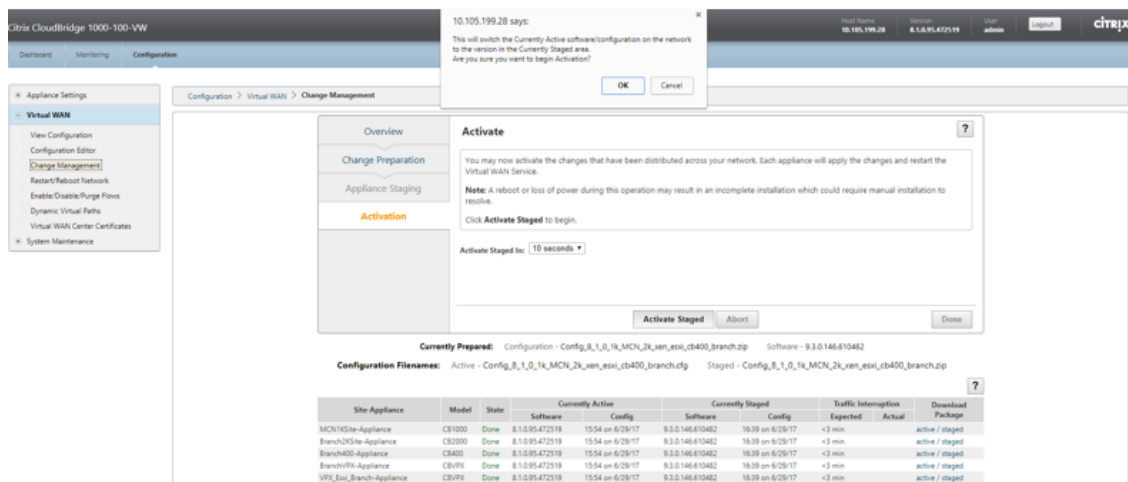 Citrix CloudBridge 1000-100-VW
Host Name
10.105.199.28
Version
8.1.0.95.472519
User
admin
Logout
CİTRIX
Dashboard Monitoring Configuration
10.105.199.28 says:
This will switch the Currently Active software/configuration on the network
to the version in the Currently Staged area.
Are you sure you want to begin Activation?
OK Cancel
Appliance Settings
Virtual WAN
View Configuration
Configuration Editor
Change Management
Restart/Reboot Network
Enable/Disable/Purge Flows
Dynamic Virtual Paths
Virtual WAN Center Certificates
System Maintenance
Configuration > Virtual WAN > Change Management
Overview
Change Preparation
Appliance Staging
Activation
Activate
?
You may now activate the changes that have been distributed across your network. Each appliance will apply the changes and restart the
Virtual WAN Service.
Note: A reboot or loss of power during this operation may result in an incomplete installation which could require manual installation to
resolve.
Click Activate Staged to begin.
Activate Staged In: 10 seconds
Activate Staged Abort Done
Currently Prepared: Configuration - Config_8_1_0_1k_MCN_2k_xen_esxi_cb400_branch.zip Software - 9.3.0.146.610482
Configuration Filenames: Active - Config_8_1_0_1k_MCN_2k_xen_esxi_cb400_branch.cfg Staged - Config_8_1_0_1k_MCN_2k_xen_esxi_cb400_branch.zip
?
Site-Appliance Model State Currently Active Currently Staged Traffic Interruption Download Package
Software Config Software Config Expected Actual
MCN1KSite-Appliance CB1000 Done 8.1.0.95.472519 15:54 on 6/29/17 9.3.0.146.610482 16:39 on 6/29/17 <3 min active / staged
Branch2KSite-Appliance CB2000 Done 8.1.0.95.472519 15:54 on 6/29/17 9.3.0.146.610482 16:39 on 6/29/17 <3 min active / staged
Branch400-Appliance CB400 Done 8.1.0.95.472519 15:54 on 6/29/17 9.3.0.146.610482 16:39 on 6/29/17 <3 min active / staged
BranchVPX-Appliance CBVPX Done 8.1.0.95.472519 15:54 on 6/29/17 9.3.0.146.610482 16:39 on 6/29/17 <3 min active / staged
VPX_Esxi_Branch-Appliance CBVPX Done 8.1.0.95.472519 15:54 on 6/29/17 9.3.0.146.610482 16:39 on 6/29/17 <3 min active / staged